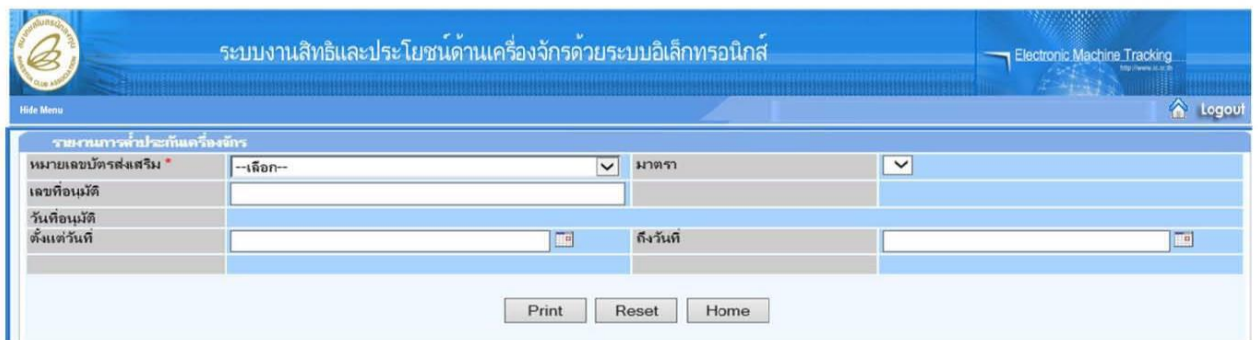 ระบบงานสิทธิและประโยชน์ด้านเครื่องจักรด้วยระบบอิเล็กทรอนิกส์
Electronic Machine Tracking
Hide Menu
Logout
รายงานการค้ำประกันเครื่องจักร
หมายเลขบัตรส่งเสริม * --เลือก-- มาตรา
เลขที่อนุมัติ
วันที่อนุมัติ
ตั้งแต่วันที่ ถึงวันที่
Print Reset Home